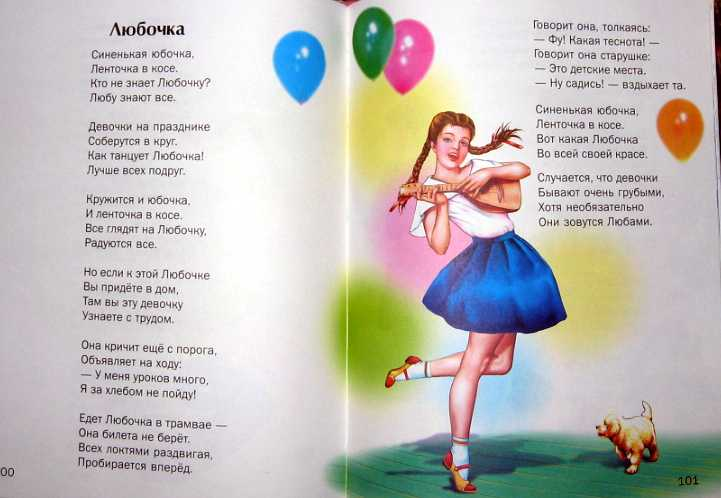 Любочка
Синенькая юбочка,
Ленточка в косе.
Кто не знает Любочку?
Любу знают все.
Девочки на празднике
Соберутся в круг.
Как танцует Любочка!
Лучше всех подруг.
Кружится и юбочка,
И ленточка в косе.
Все глядят на Любочку,
Радуются все.
Но если к этой Любочке
Вы придёте в дом,
Там вы эту девочку
Узнаете с трудом.
Она кричит ещё с порога,
Объявляет на ходу:
— У меня уроков много,
Я за хлебом не пойду!
Едет Любочка в трамвае —
Она билета не берёт.
Всех локтями раздвигая,
Пробирается вперёд.
00
Говорит она, толкаясь:
— Фу! Какая теснота! —
Говорит она старушке:
— Это детские места.
— Ну садись! — вздыхает та.
Синенькая юбочка,
Ленточка в косе.
Вот какая Любочка
Во всей своей красе.
Случается, что девочки
Бывают очень грубыми,
Хотя необязательно
Они зовутся Любами.
101